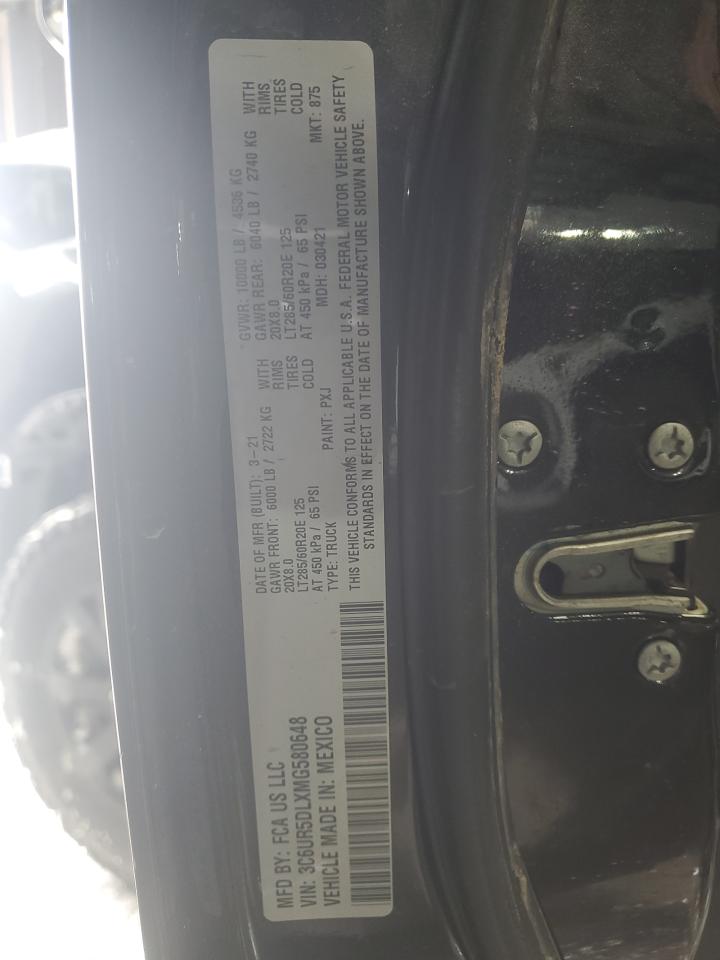 MFD BY: FCA US LLC
VIN: 3C6UR5DLXMG580648
VEHICLE MADE IN: MEXICO
DATE OF MFR (BUILT): 3-21 GVWR: 10000 LB / 4536 KG
GAWR FRONT: 6000 LB / 2722 KG WITH GAWR REAR: 6040 LB / 2740 KG WITH
20X8.0 RIMS 20X8.0 RIMS
LT285/60R20E 125 TIRES LT285/60R20E 125 TIRES
AT 450 kPa / 65 PSI COLD AT 450 kPa / 65 PSI COLD
TYPE: TRUCK PAINT: PXJ MDH: 030421 MKT: 875
THIS VEHICLE CONFORMS TO ALL APPLICABLE U.S.A. FEDERAL MOTOR VEHICLE SAFETY
STANDARDS IN EFFECT ON THE DATE OF MANUFACTURE SHOWN ABOVE.